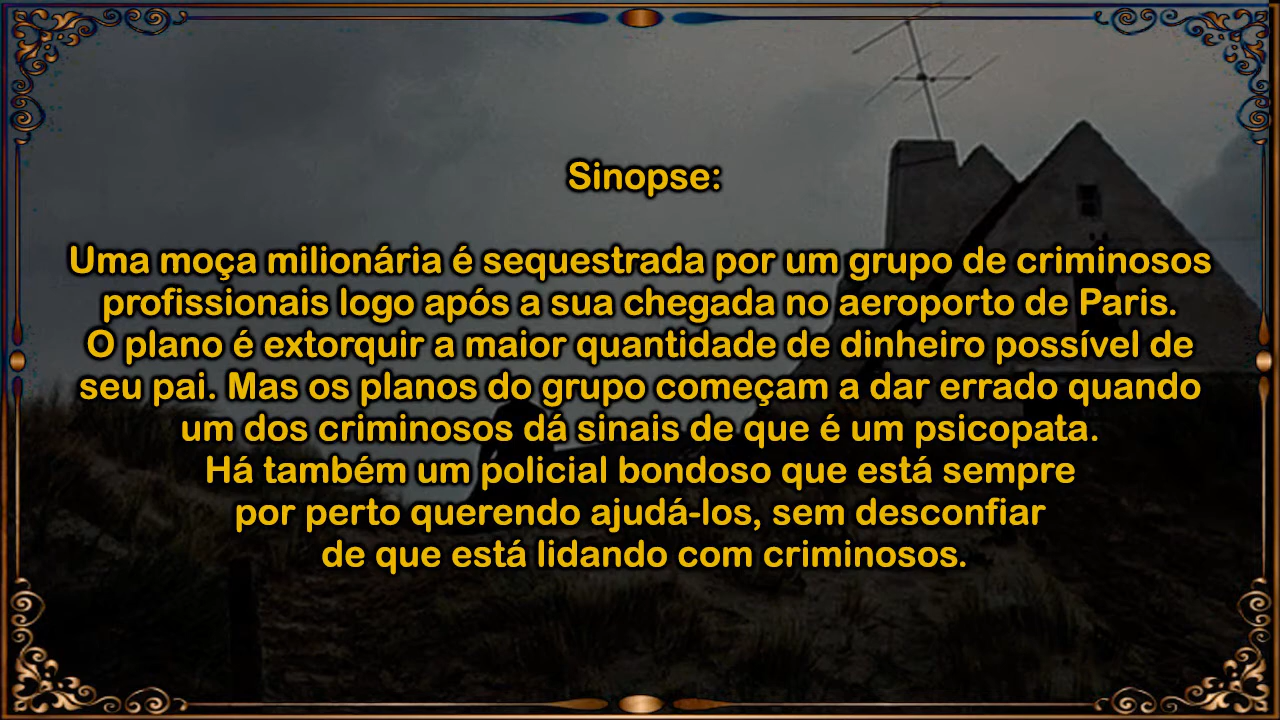 Sinopse:
Uma moça milionária é sequestrada por um grupo de criminosos
profissionais logo após a sua chegada no aeroporto de Paris.
O plano é extorquir a maior quantidade de dinheiro possível de
seu pai. Mas os planos do grupo começam a dar errado quando
um dos criminosos dá sinais de que é um psicopata.
Há também um policial bondoso que está sempre
por perto querendo ajudá-los, sem desconfiar
de que está lidando com criminosos.